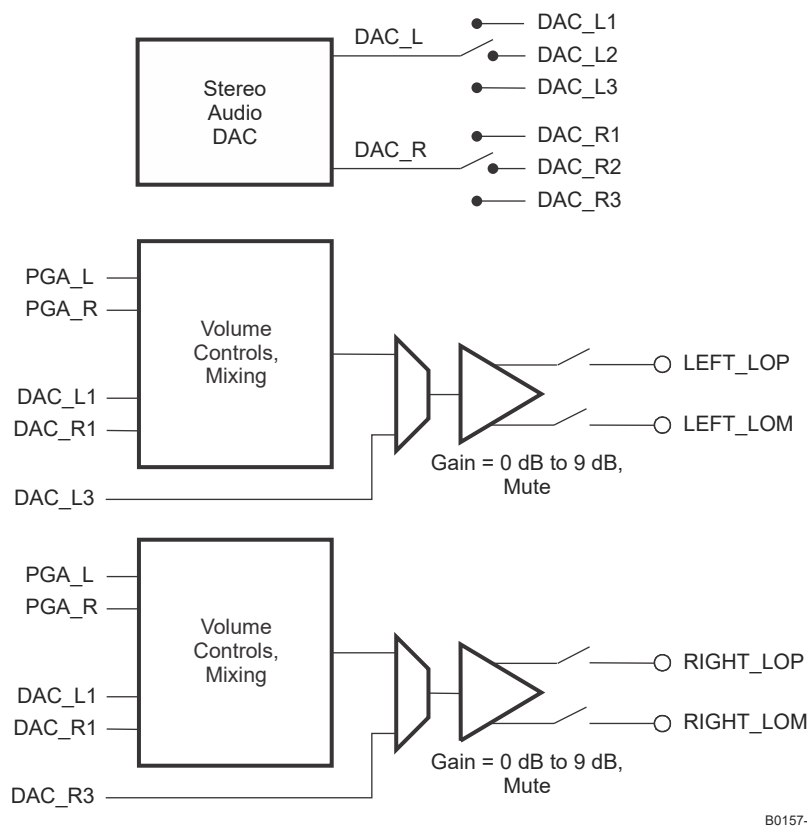 DAC_L
DAC_L1
DAC_L2
DAC_L3
Stereo
Audio
DAC
DAC_R
DAC_R1
DAC_R2
DAC_R3
PGA_L
PGA_R
DAC_L1
DAC_R1
DAC_L3
Volume
Controls,
Mixing
LEFT_LOP
LEFT_LOM
Gain = 0 dB to 9 dB,
Mute
PGA_L
PGA_R
DAC_L1
DAC_R1
DAC_R3
Volume
Controls,
Mixing
RIGHT_LOP
RIGHT_LOM
Gain = 0 dB to 9 dB,
Mute
B0157-